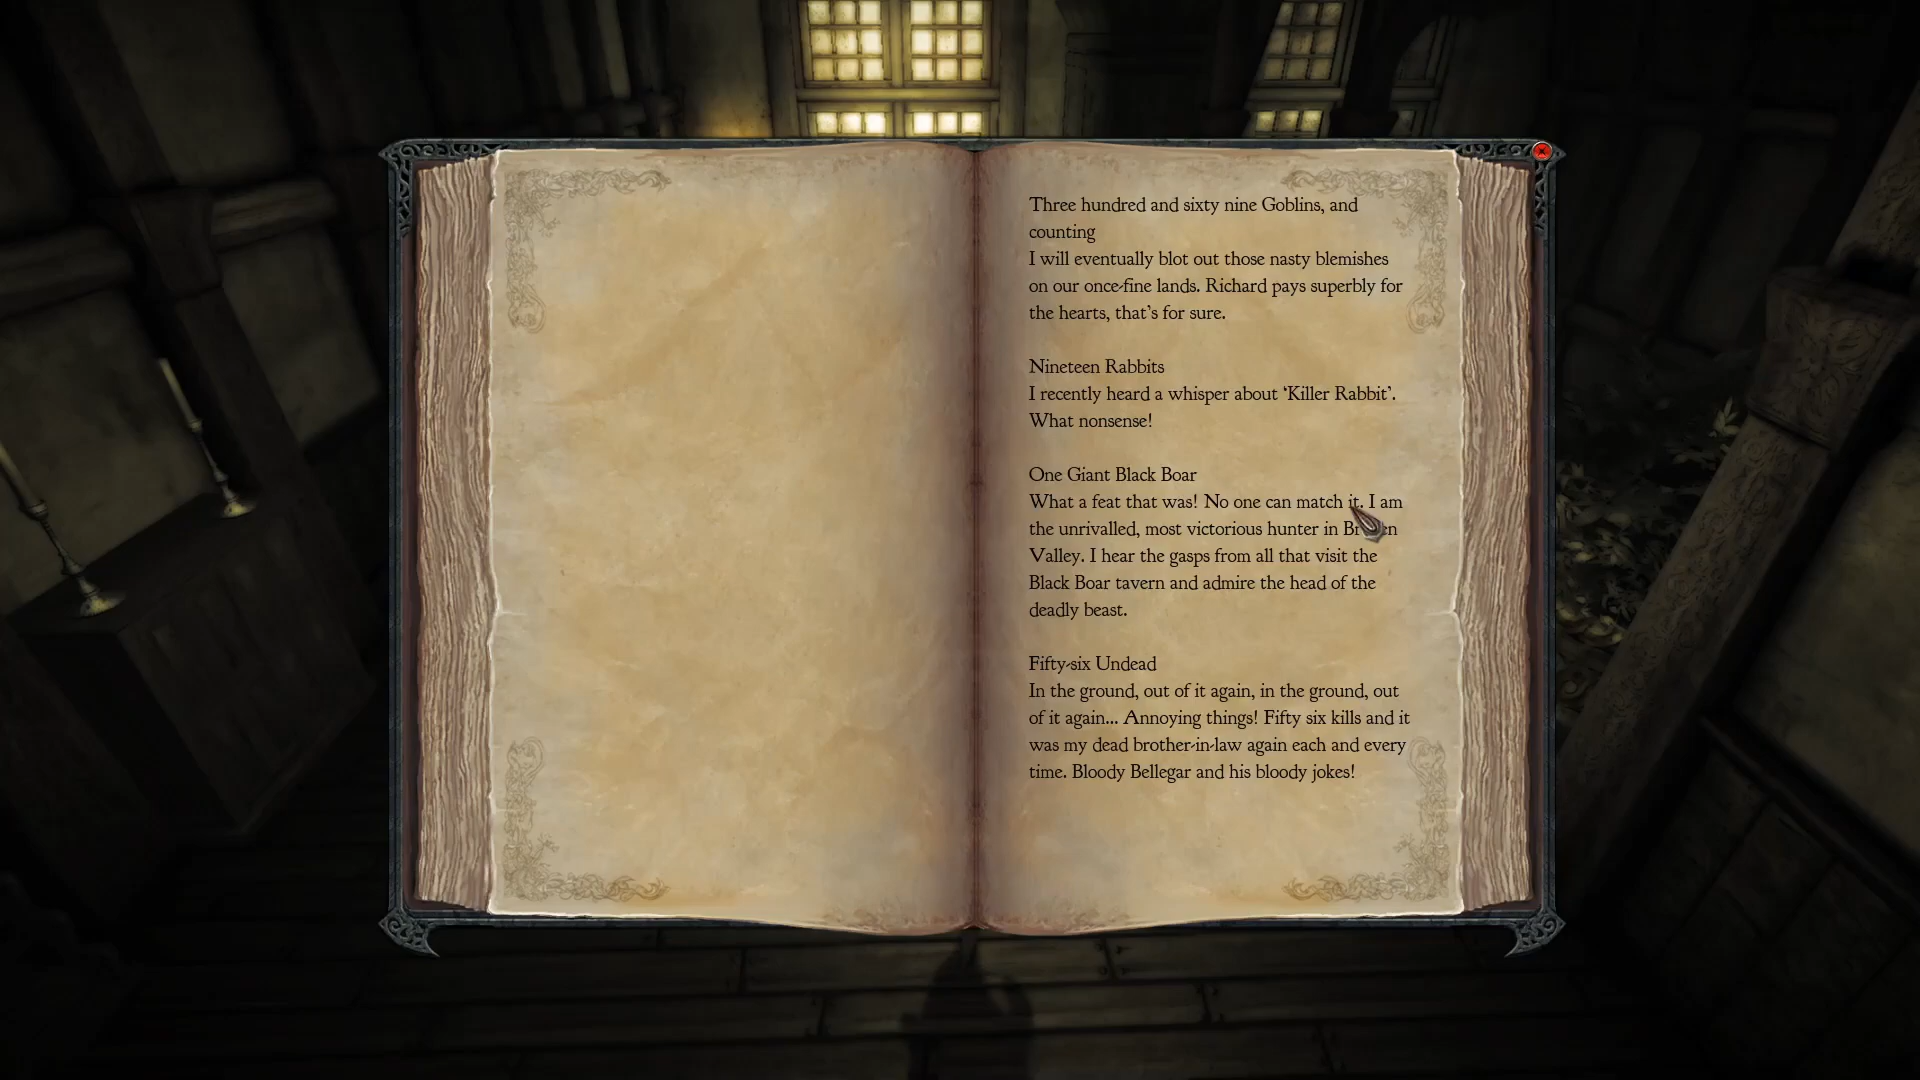 Three hundred and sixty nine Goblins, and
counting
I will eventually blot out those nasty blemishes
on our once-fine lands. Richard pays superbly for
the hearts, that's for sure.
Nineteen Rabbits
I recently heard a whisper about ‘Killer Rabbit’.
What nonsense!
One Giant Black Boar
What a feat that was! No one can match it. I am
the unrivalled, most victorious hunter in
Valley. I hear the gasps from all that visit the
Black Boar tavern and admire the head of the
deadly beast.
Fifty-six Undead
In the ground, out of it again, in the ground, out
of it again... Annoying things! Fifty six kills and it
was my dead brother-in-law again each and every
time. Bloody Bellegar and his bloody jokes!